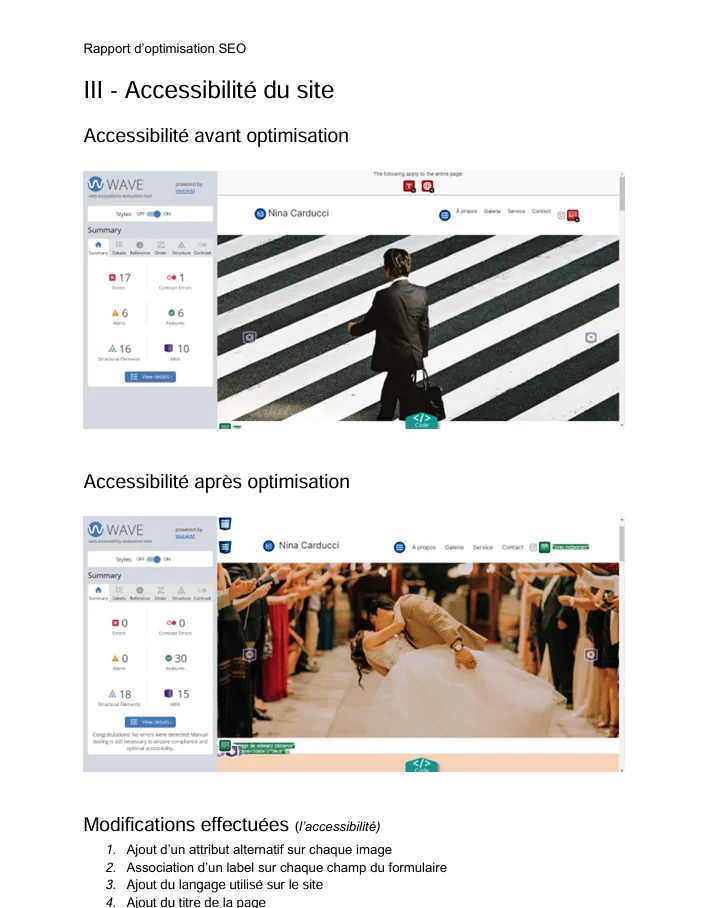 Rapport d'optimisation SEO
III - Accessibilité du site
Accessibilité avant optimisation
The following apply to the entire page:
WAVE
powered by
WebAIM
web accessibility evaluation tool
Styles: OFF ON
Nina Carducci
À propos Galerie Service Contact
Summary
Summary Details Reference Order Structure Contrast
17 Errors
1 Contrast Errors
6 Alerts
6 Features
16 Structural Elements
10 ARIA
View details ›
</> Code
Accessibilité après optimisation
WAVE
powered by
WebAIM
web accessibility evaluation tool
Nina Carducci
À propos Galerie Service Contact
Styles: OFF ON
Summary
Summary Details Reference Order Structure Contrast
0 Errors
0 Contrast Errors
0 Alerts
30 Features
18 Structural Elements
15 ARIA
View details ›
Congratulations! No errors were detected! Manual
testing is still necessary to ensure compliance and
optimal accessibility.
</> Code
Modifications effectuées (l'accessibilité)
1. Ajout d'un attribut alternatif sur chaque image
2. Association d'un label sur chaque champ du formulaire
3. Ajout du langage utilisé sur le site
4. Ajout du titre de la page